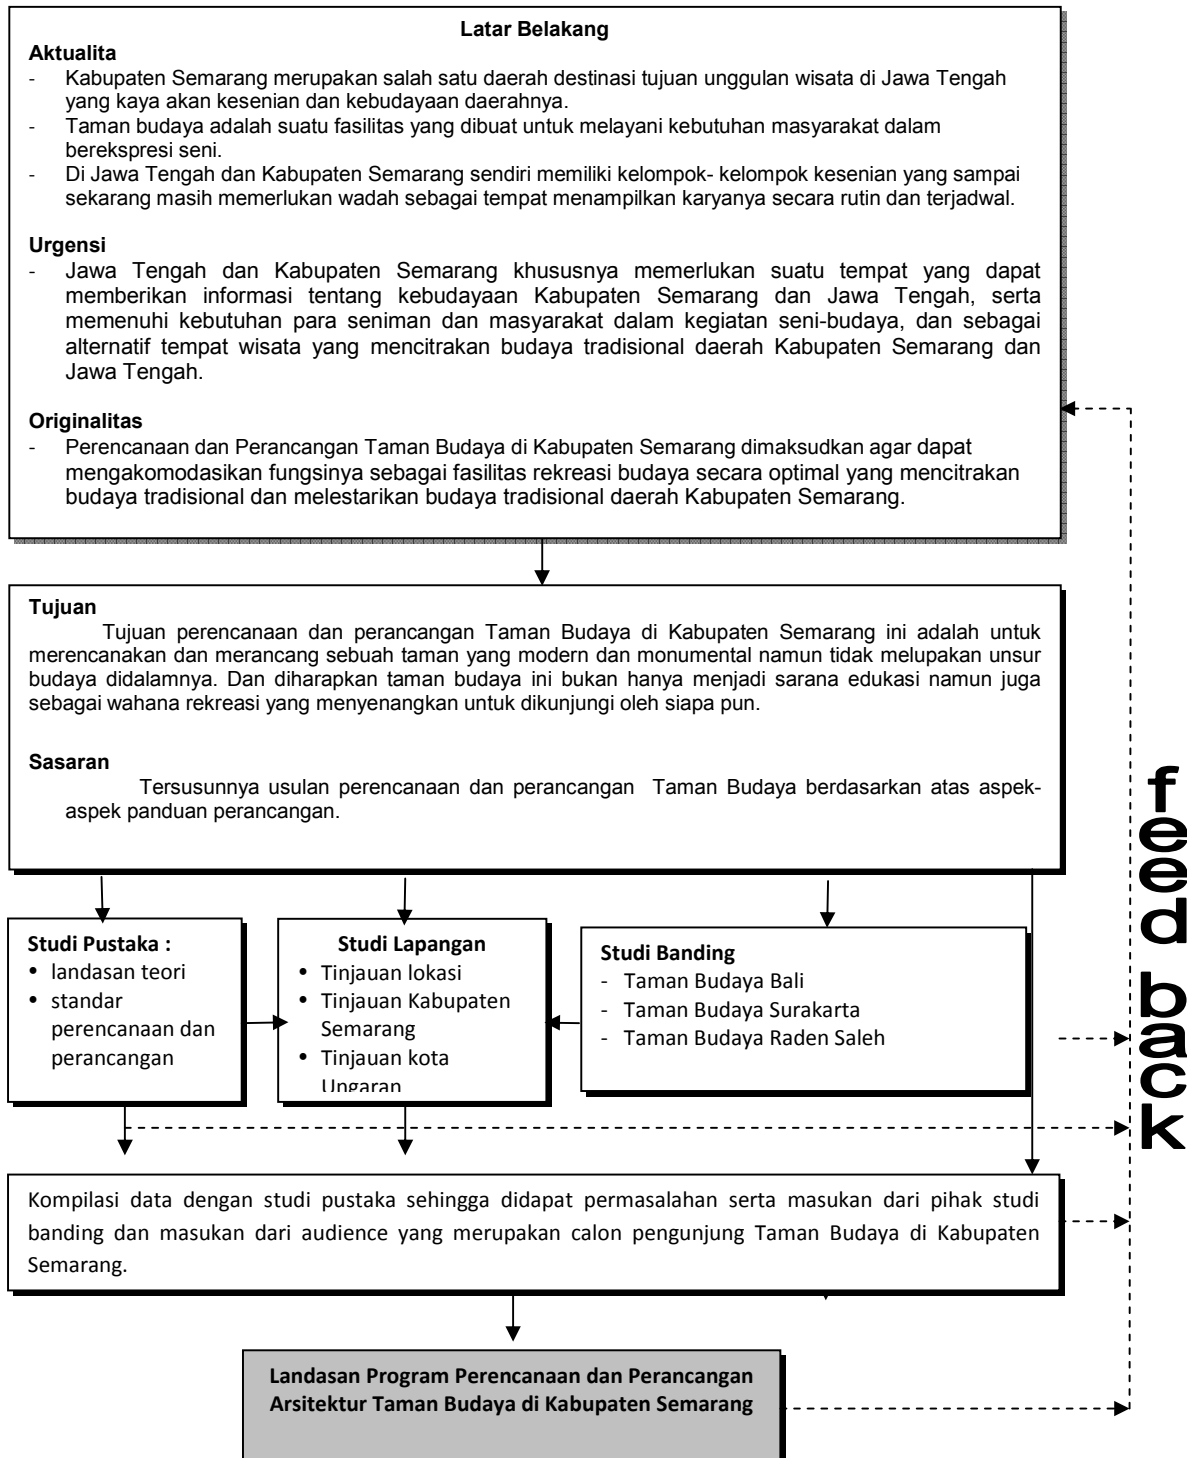 Latar Belakang
Aktualita
- Kabupaten Semarang merupakan salah satu daerah destinasi tujuan unggulan wisata di Jawa Tengah
yang kaya akan kesenian dan kebudayaan daerahnya.
- Taman budaya adalah suatu fasilitas yang dibuat untuk melayani kebutuhan masyarakat dalam
berekspresi seni.
- Di Jawa Tengah dan Kabupaten Semarang sendiri memiliki kelompok- kelompok kesenian yang sampai
sekarang masih memerlukan wadah sebagai tempat menampilkan karyanya secara rutin dan terjadwal.
Urgensi
- Jawa Tengah dan Kabupaten Semarang khususnya memerlukan suatu tempat yang dapat
memberikan informasi tentang kebudayaan Kabupaten Semarang dan Jawa Tengah, serta
memenuhi kebutuhan para seniman dan masyarakat dalam kegiatan seni-budaya, dan sebagai
alternatif tempat wisata yang mencitrakan budaya tradisional daerah Kabupaten Semarang dan
Jawa Tengah.
Originalitas
- Perencanaan dan Perancangan Taman Budaya di Kabupaten Semarang dimaksudkan agar dapat
mengakomodasikan fungsinya sebagai fasilitas rekreasi budaya secara optimal yang mencitrakan
budaya tradisional dan melestarikan budaya tradisional daerah Kabupaten Semarang.
Tujuan
Tujuan perencanaan dan perancangan Taman Budaya di Kabupaten Semarang ini adalah untuk
merencanakan dan merancang sebuah taman yang modern dan monumental namun tidak melupakan unsur
budaya didalamnya. Dan diharapkan taman budaya ini bukan hanya menjadi sarana edukasi namun juga
sebagai wahana rekreasi yang menyenangkan untuk dikunjungi oleh siapa pun.
Sasaran
Tersusunnya usulan perencanaan dan perancangan Taman Budaya berdasarkan atas aspek-
aspek panduan perancangan.
Studi Pustaka :
• landasan teori
• standar
perencanaan dan
perancangan
Studi Lapangan
• Tinjauan lokasi
• Tinjauan Kabupaten
Semarang
• Tinjauan kota
Ungaran
Studi Banding
- Taman Budaya Bali
- Taman Budaya Surakarta
- Taman Budaya Raden Saleh
feed back
Kompilasi data dengan studi pustaka sehingga didapat permasalahan serta masukan dari pihak studi
banding dan masukan dari audience yang merupakan calon pengunjung Taman Budaya di Kabupaten
Semarang.
Landasan Program Perencanaan dan Perancangan
Arsitektur Taman Budaya di Kabupaten Semarang